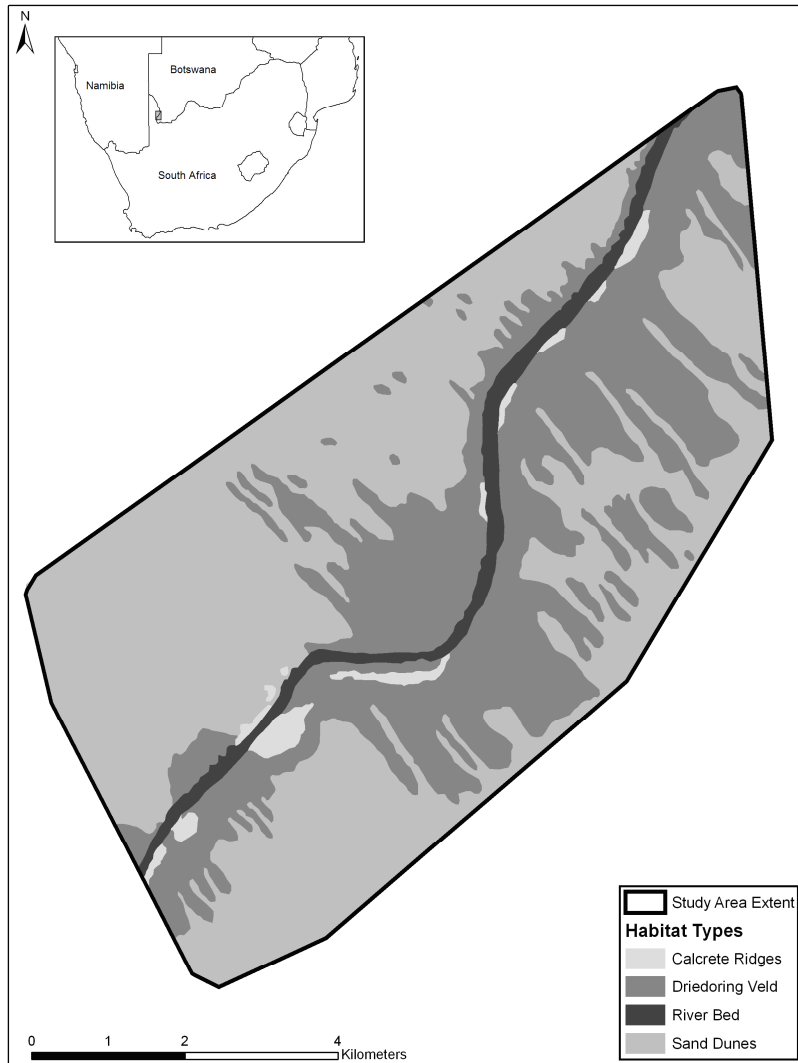 N
Namibia
Botswana
South Africa
Study Area Extent
Habitat Types
Calcrete Ridges
Driedoring Veld
River Bed
Sand Dunes
0 1 2 4
Kilometers